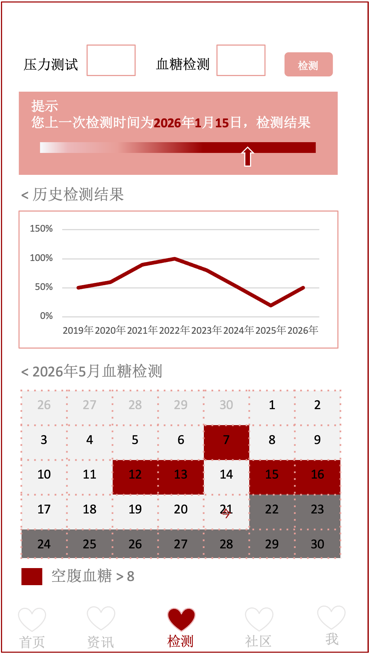 压力测试 血糖检测 检测
提示
您上一次检测时间为2026年1月15日，检测结果
< 历史检测结果
150%
100%
50%
0%
2019年 2020年 2021年 2022年 2023年 2024年 2025年 2026年
< 2026年5月血糖检测
26 27 28 29 30 1 2
3 4 5 6 7 8 9
10 11 12 13 14 15 16
17 18 19 20 21 22 23
24 25 26 27 28 29 30
空腹血糖 > 8
首页 资讯 检测 社区 我